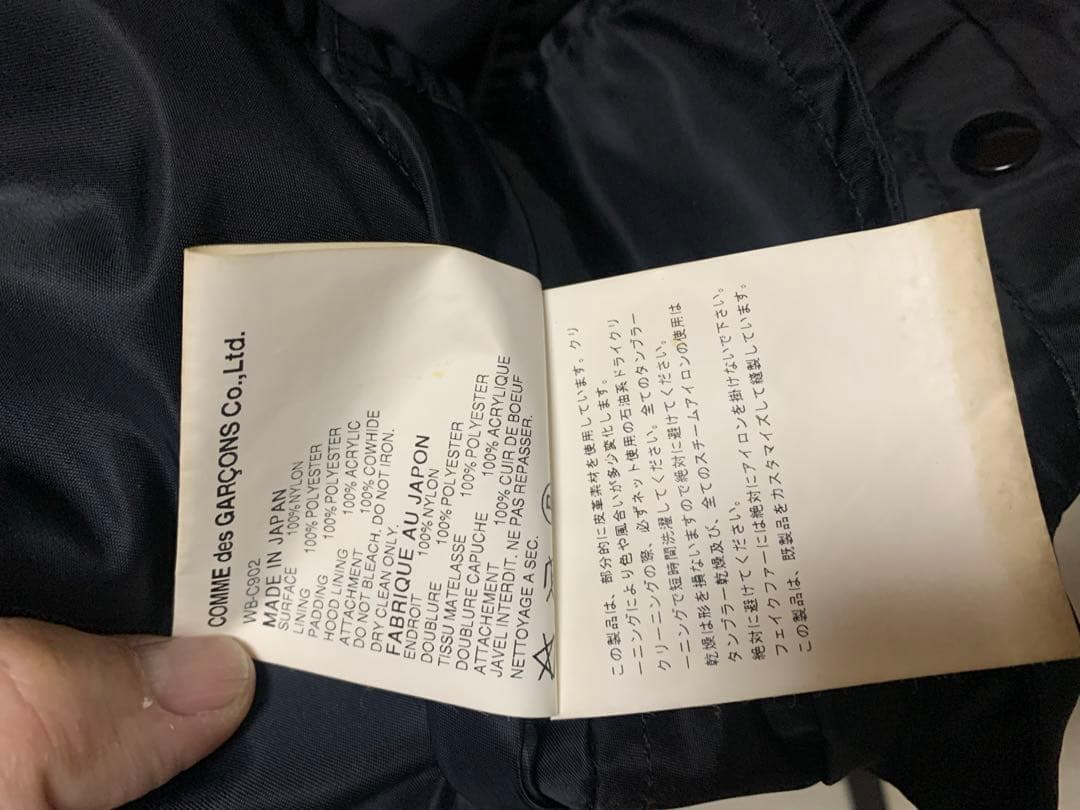 COMME des GARÇONS Co.,Ltd.
WB-C902
MADE IN JAPAN
SURFACE 100% NYLON
LINING 100% POLYESTER
PADDING 100% POLYESTER
HOOD LINING 100% ACRYLIC
ATTACHMENT 100% COWHIDE
DO NOT BLEACH. DO NOT IRON.
DRY CLEAN ONLY.
FABRIQUE AU JAPON
ENDROIT 100% NYLON
DOUBLURE 100% POLYESTER
TISSU MATELASSE 100% POLYESTER
DOUBLURE CAPUCHE 100% ACRYLIQUE
ATTACHEMENT 100% CUIR DE BOEUF
JAVEL INTERDIT. NE PAS REPASSER.
NETTOYAGE A SEC.
この製品は、部分的に皮革素材を使用しています。クリ
ーニングにより色や風合いが多少変化します。
クリーニングの際、必ずネット使用の石油系ドライクリ
ーニングで短時間洗濯してください。全てのタンブラー
乾燥は形を損ないますので絶対に避けてください。
タンブラー乾燥及び、全てのスチームアイロンの使用は
絶対に避けてください。
フェイクファーには絶対にアイロンを掛けないで下さい。
この製品は、既製品をカスタマイズして縫製しています。